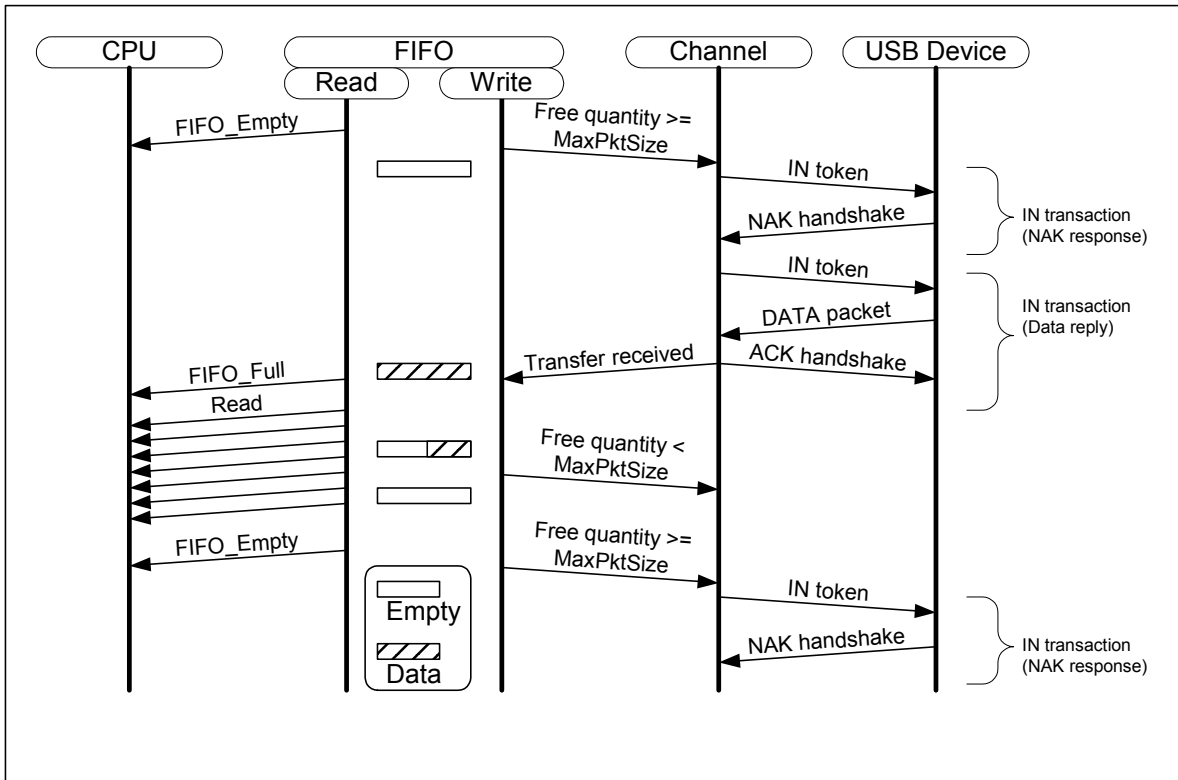 CPU
FIFO
Channel
USB Device
Read
Write
FIFO_Empty
Free quantity >=
MaxPktSize
IN token
NAK handshake
IN transaction
(NAK response)
IN token
DATA packet
IN transaction
(Data reply)
Transfer received
ACK handshake
FIFO_Full
Read
Free quantity <
MaxPktSize
FIFO_Empty
Free quantity >=
MaxPktSize
IN token
Empty
NAK handshake
IN transaction
(NAK response)
Data